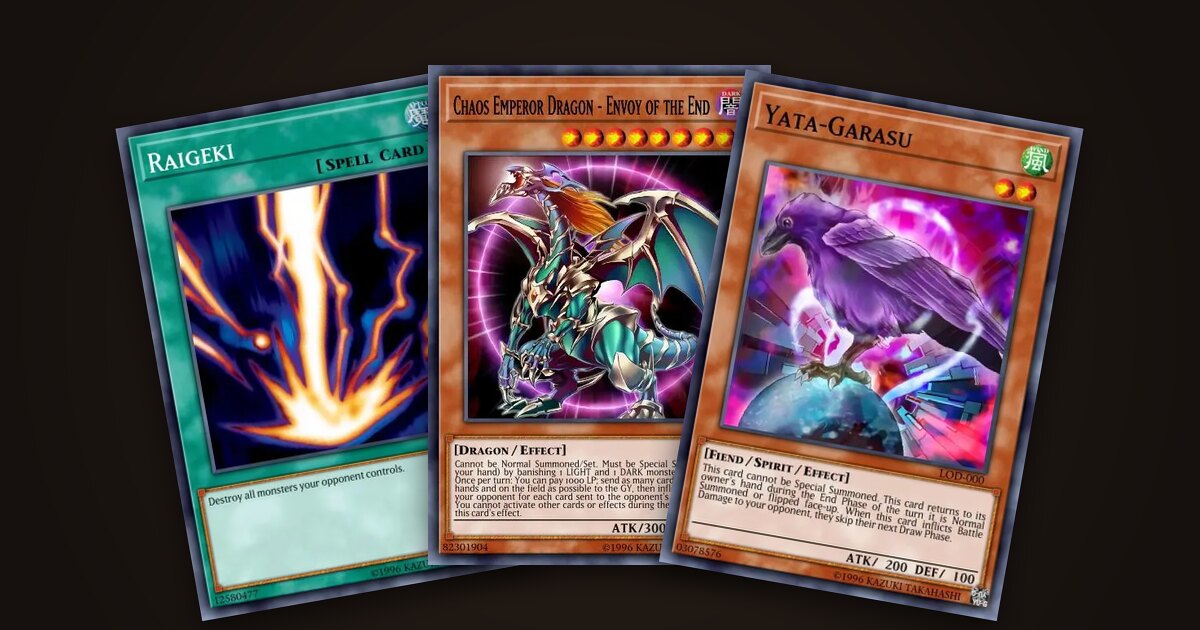 Raigeki
[Spell Card
Destroy all monsters your opponent controls.
12580477
©1996 KAZU
Chaos Emperor Dragon - Envoy of the End
DARK
闇
[Dragon/Effect]
Cannot be Normal Summoned/Set. Must be Special S
your hand) by banishing 1 LIGHT and 1 DARK monste
Once per turn: You can pay 1000 LP; send as many card
hands and on the field as possible to the GY, then infl
your opponent for each card sent to the opponent's
You cannot activate other cards or effects during the
this card's effect.
ATK/300
82301904
©1996 KAZU
Yata-Garasu
WIND
風
LOD-000
[Fiend/Spirit/Effect]
This card cannot be Special Summoned. This card returns to its
owner's hand during the End Phase of the turn it is Normal
Summoned or flipped face-up. When this card inflicts Battle
Damage to your opponent, they skip their next Draw Phase.
ATK/ 200 DEF/ 100
03078576
©1996 KAZUKI TAKAHASHI